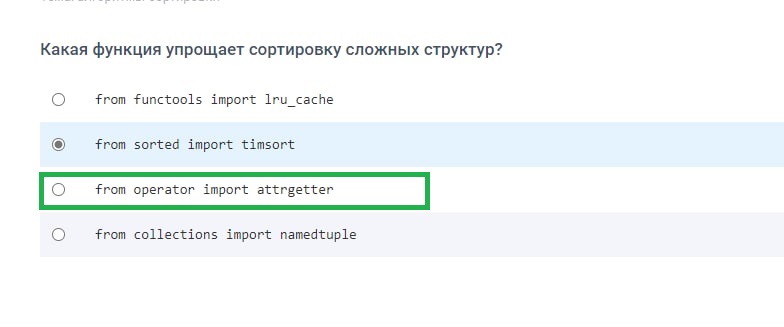 Какая функция упрощает сортировку сложных структур?
from functools import lru_cache
from sorted import timsort
from operator import attrgetter
from collections import namedtuple